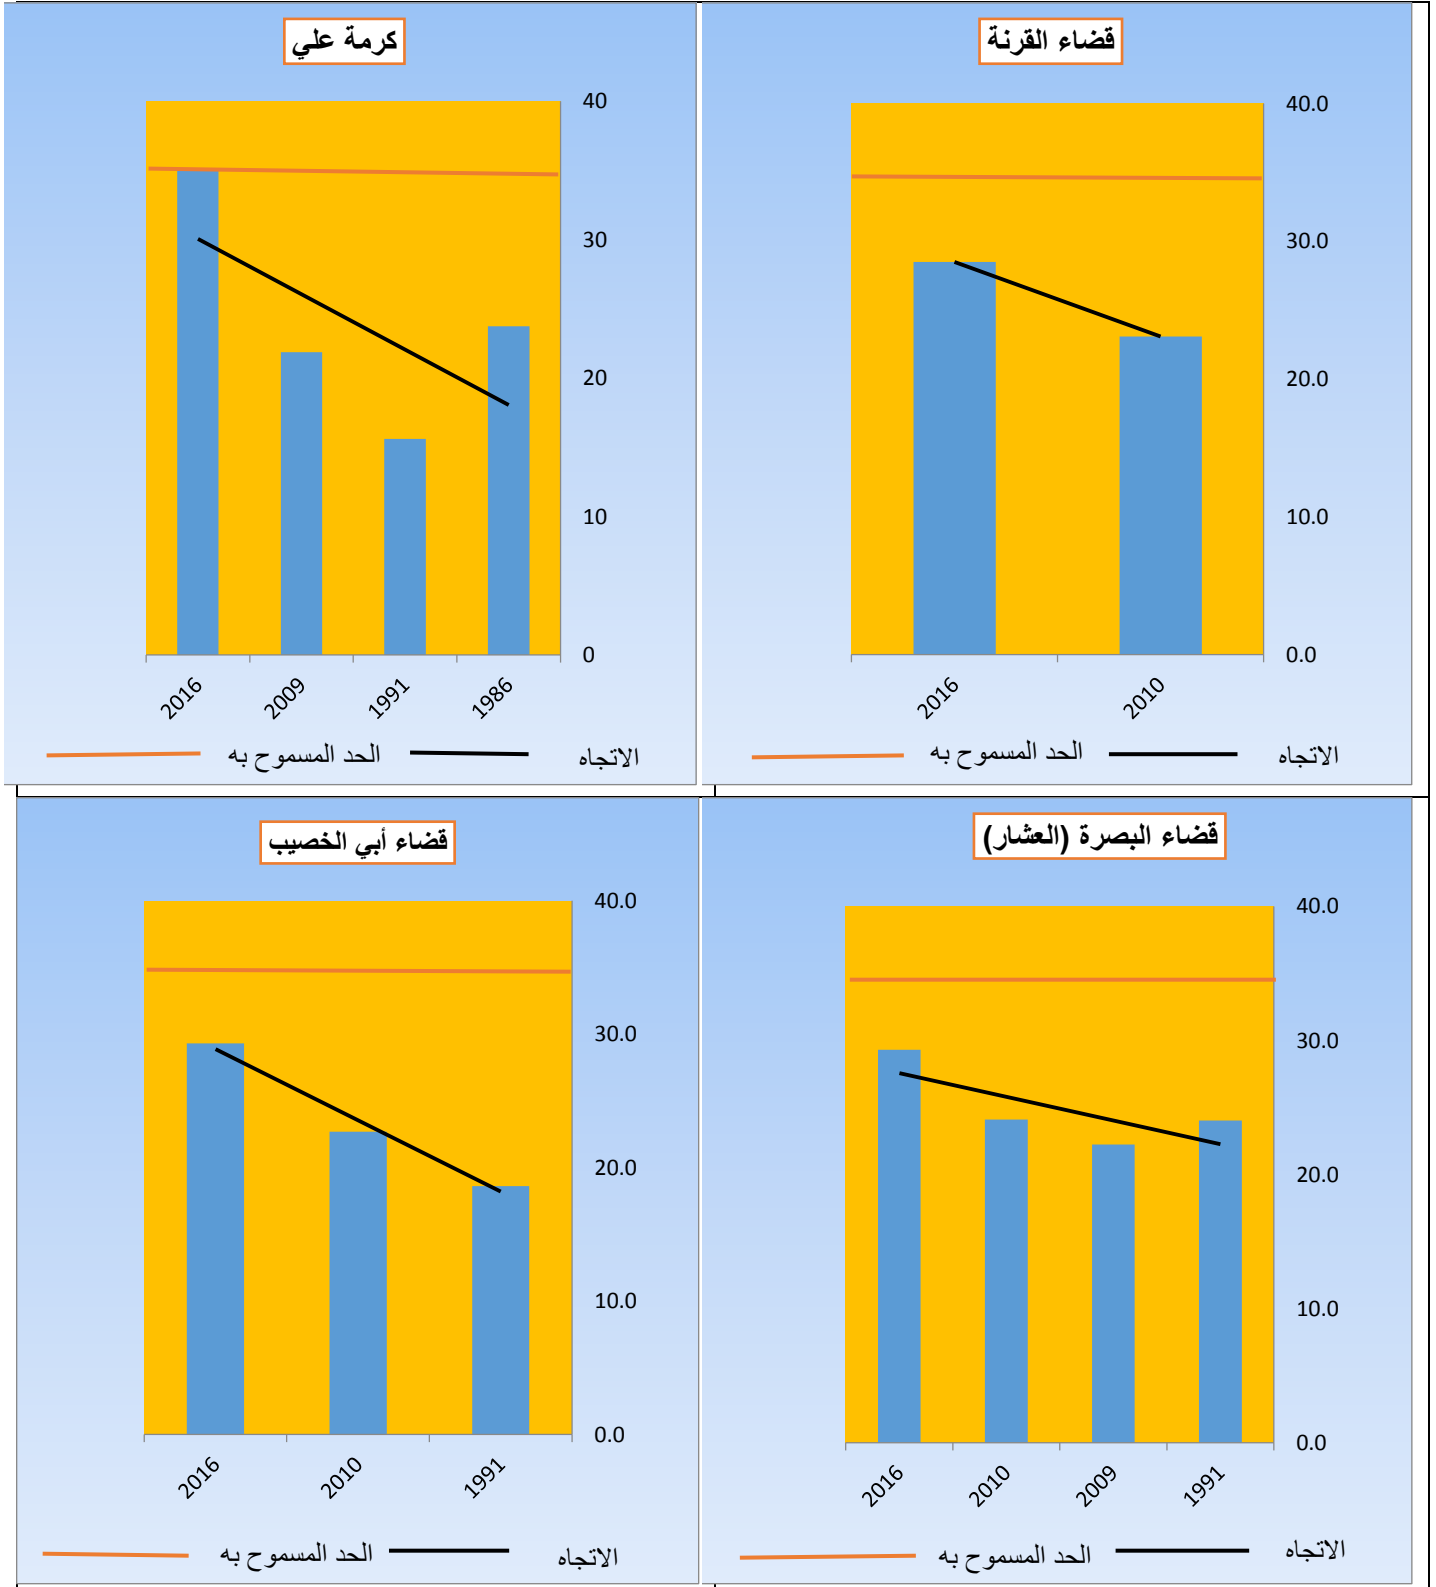 قضاء القرنة
40.0
30.0
20.0
10.0
0.0
2010
2016
الاتجاه
الحد المسموح به
كرمة علي
40
30
20
10
0
1986
1991
2009
2016
الاتجاه
الحد المسموح به
قضاء البصرة (العشار)
40.0
30.0
20.0
10.0
0.0
1991
2009
2010
2016
الاتجاه
الحد المسموح به
قضاء أبي الخصيب
40.0
30.0
20.0
10.0
0.0
1991
2010
2016
الاتجاه
الحد المسموح به